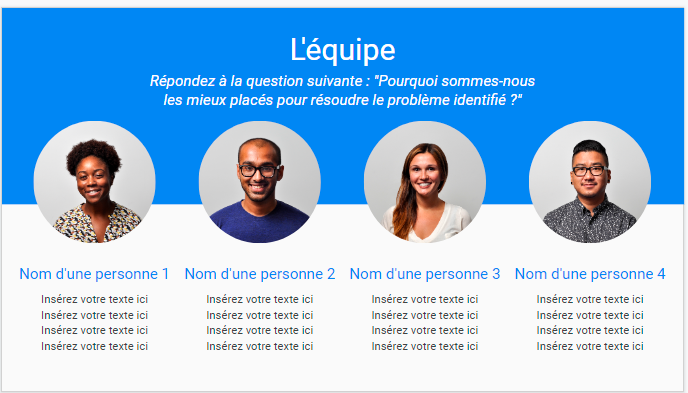 L'équipe
Répondez à la question suivante : "Pourquoi sommes-nous
les mieux placés pour résoudre le problème identifié ?"
Nom d'une personne 1
Insérez votre texte ici
Insérez votre texte ici
Insérez votre texte ici
Insérez votre texte ici
Nom d'une personne 2
Insérez votre texte ici
Insérez votre texte ici
Insérez votre texte ici
Insérez votre texte ici
Nom d'une personne 3
Insérez votre texte ici
Insérez votre texte ici
Insérez votre texte ici
Insérez votre texte ici
Nom d'une personne 4
Insérez votre texte ici
Insérez votre texte ici
Insérez votre texte ici
Insérez votre texte ici